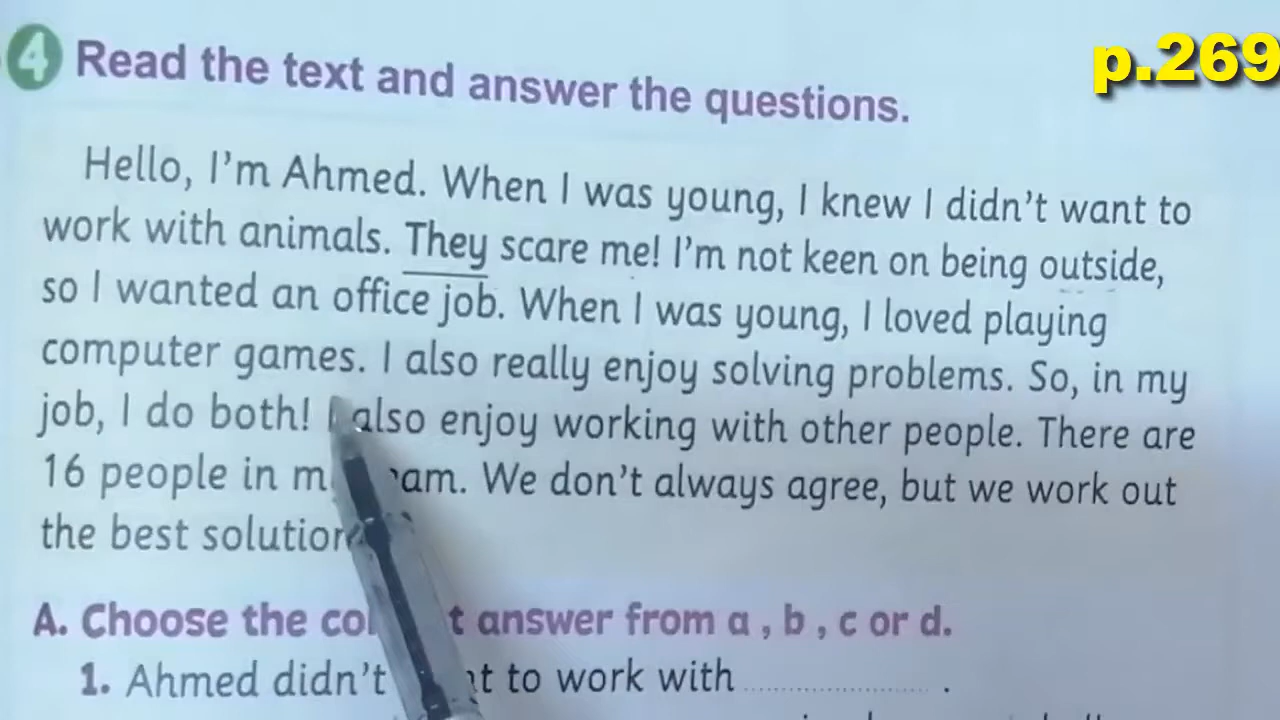 4 Read the text and answer the questions.
p.269
Hello, I'm Ahmed. When I was young, I knew I didn't want to
work with animals. They scare me! I'm not keen on being outside,
so I wanted an office job. When I was young, I loved playing
computer games. I also really enjoy solving problems. So, in my
job, I do both! I also enjoy working with other people. There are
16 people in. We don't always agree, but we work out
the best
A. Choose the answer from a , b , c or d.
1. Ahmed didn't to work with .................... .